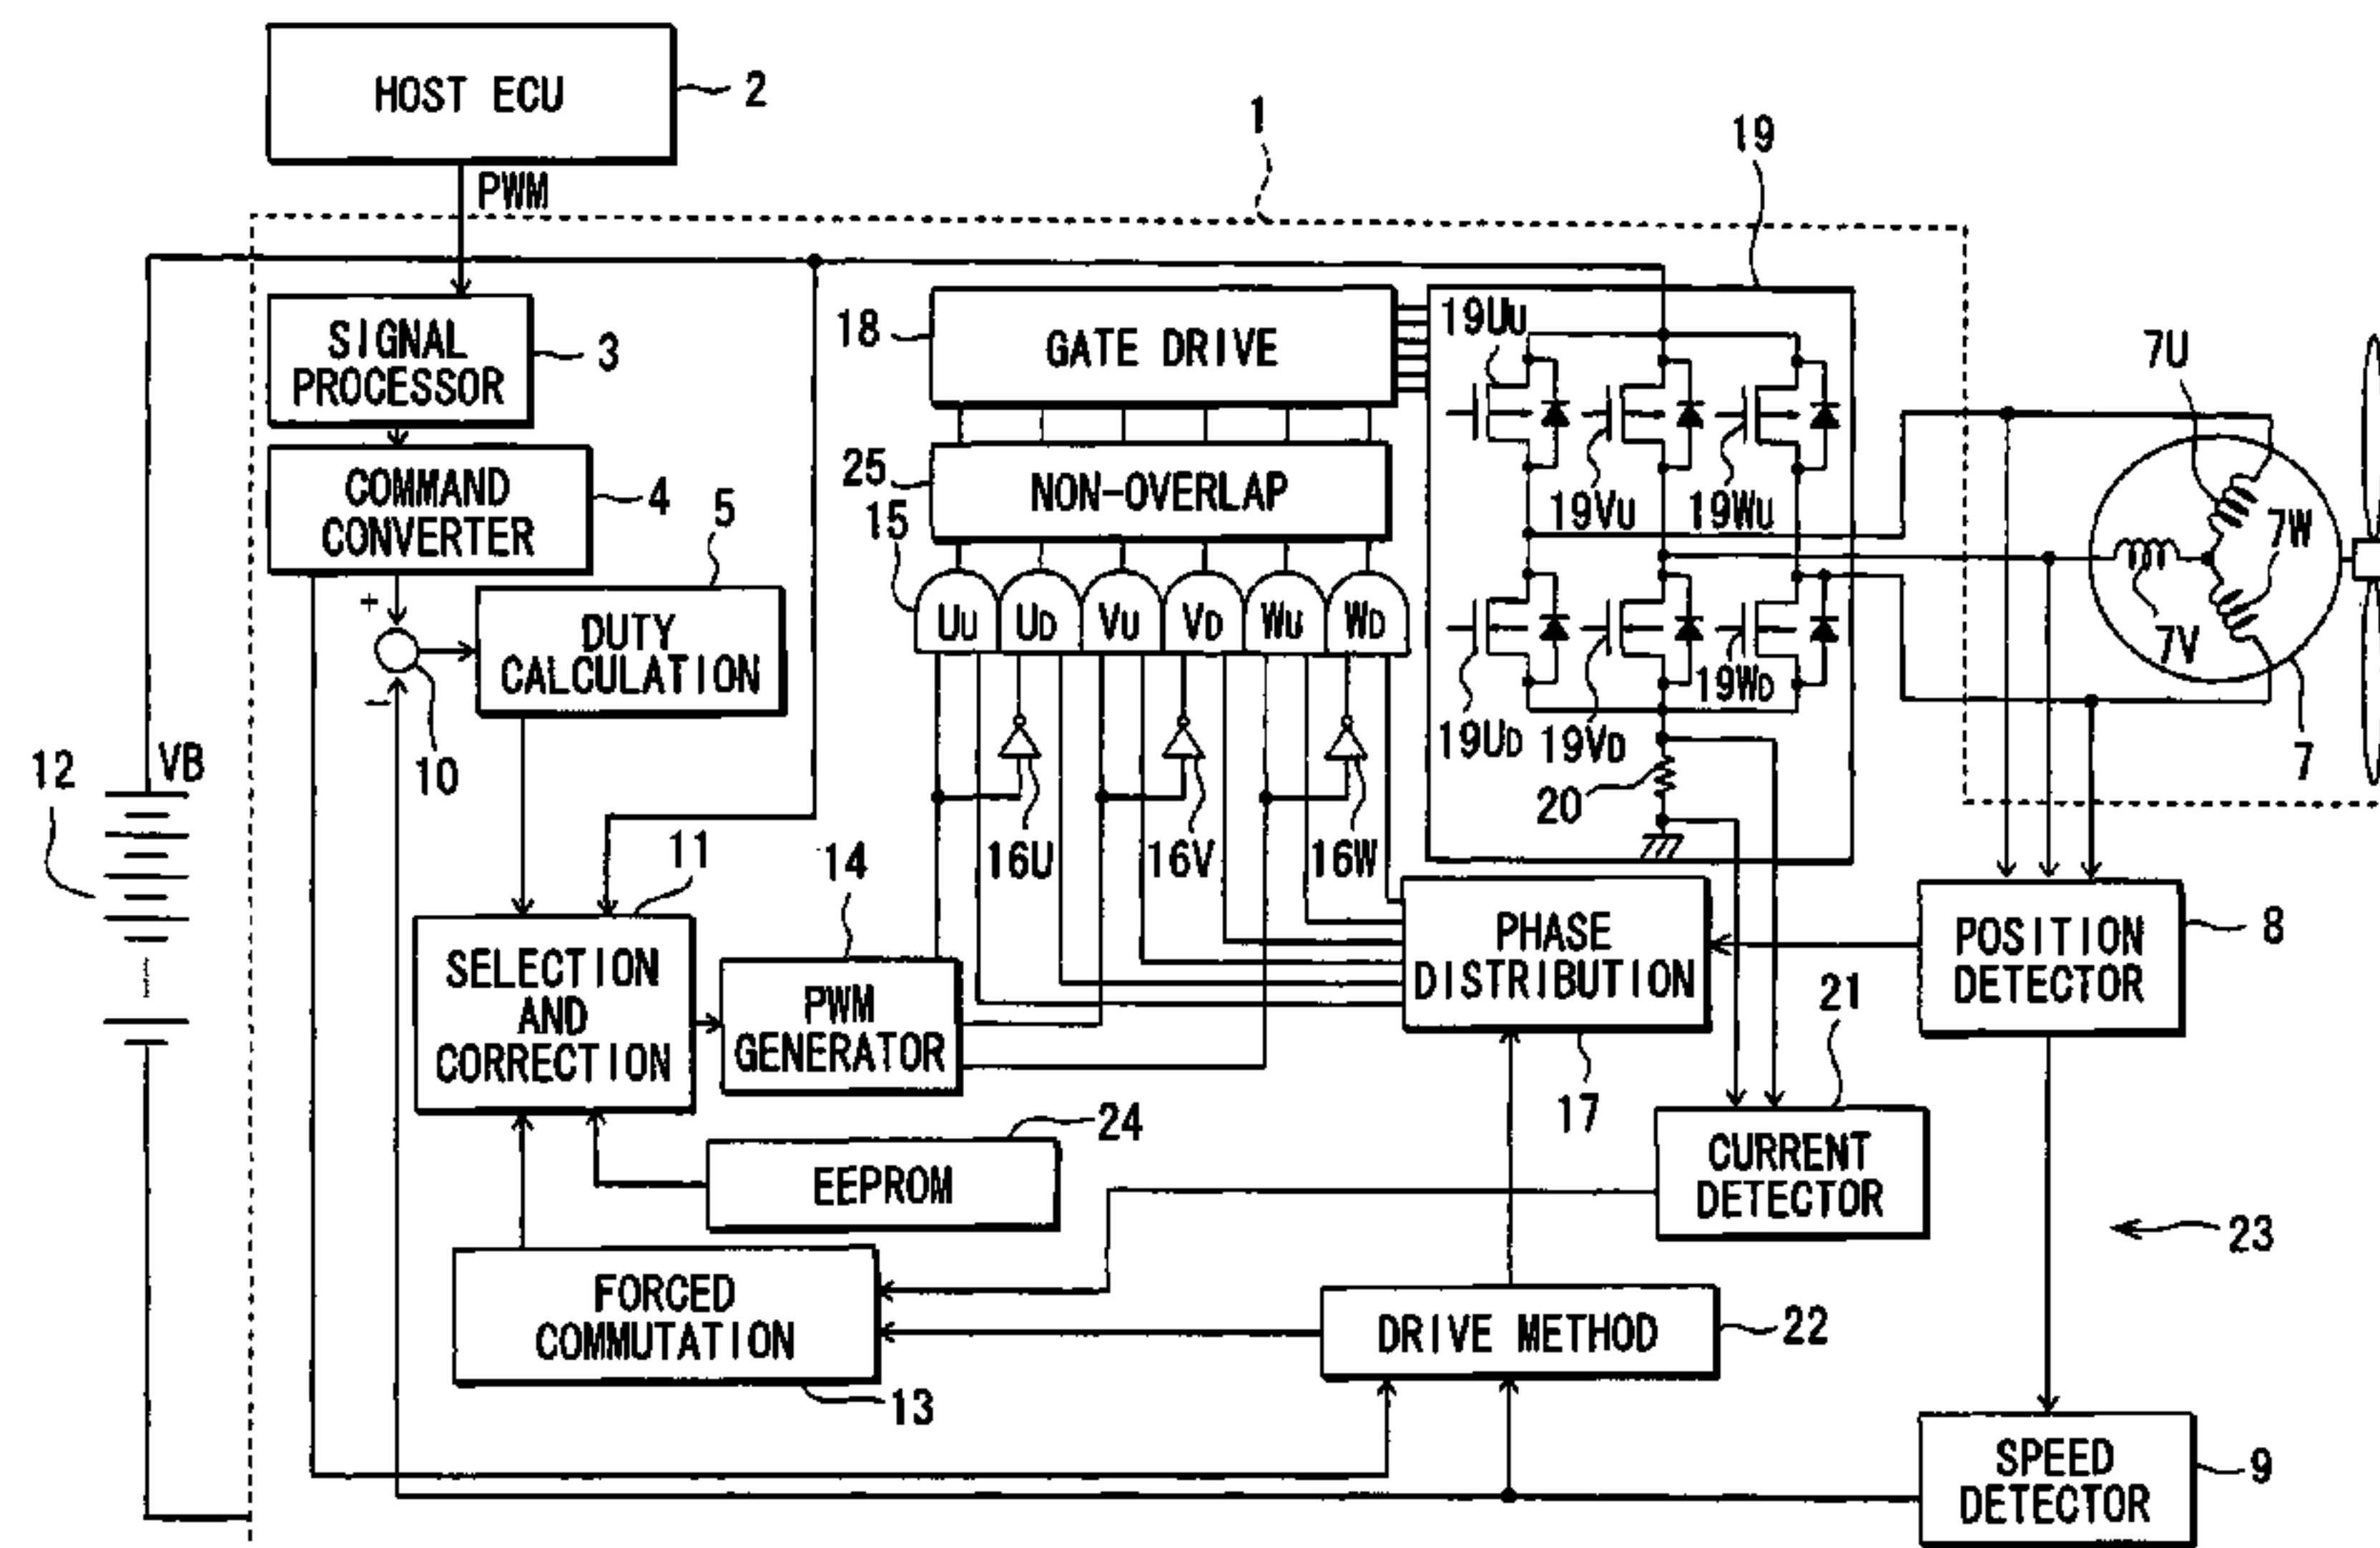 HOST ECU
2
PWM
1
19
SIGNAL
PROCESSOR
3
18
GATE DRIVE
19UU
7U
COMMAND
CONVERTER
4
5
25
NON-OVERLAP
15
19VU
19WU
7W
+
DUTY
CALCULATION
UU
UD
VU
VD
WU
WD
7V
19WD
−
10
12
VB
19UD
19VD
7
20
11
14
16U
16V
16W
SELECTION
AND
CORRECTION
PWM
GENERATOR
PHASE
DISTRIBUTION
POSITION
DETECTOR
8
21
17
24
EEPROM
CURRENT
DETECTOR
23
FORCED
COMMUTATION
DRIVE METHOD
22
13
SPEED
DETECTOR
9